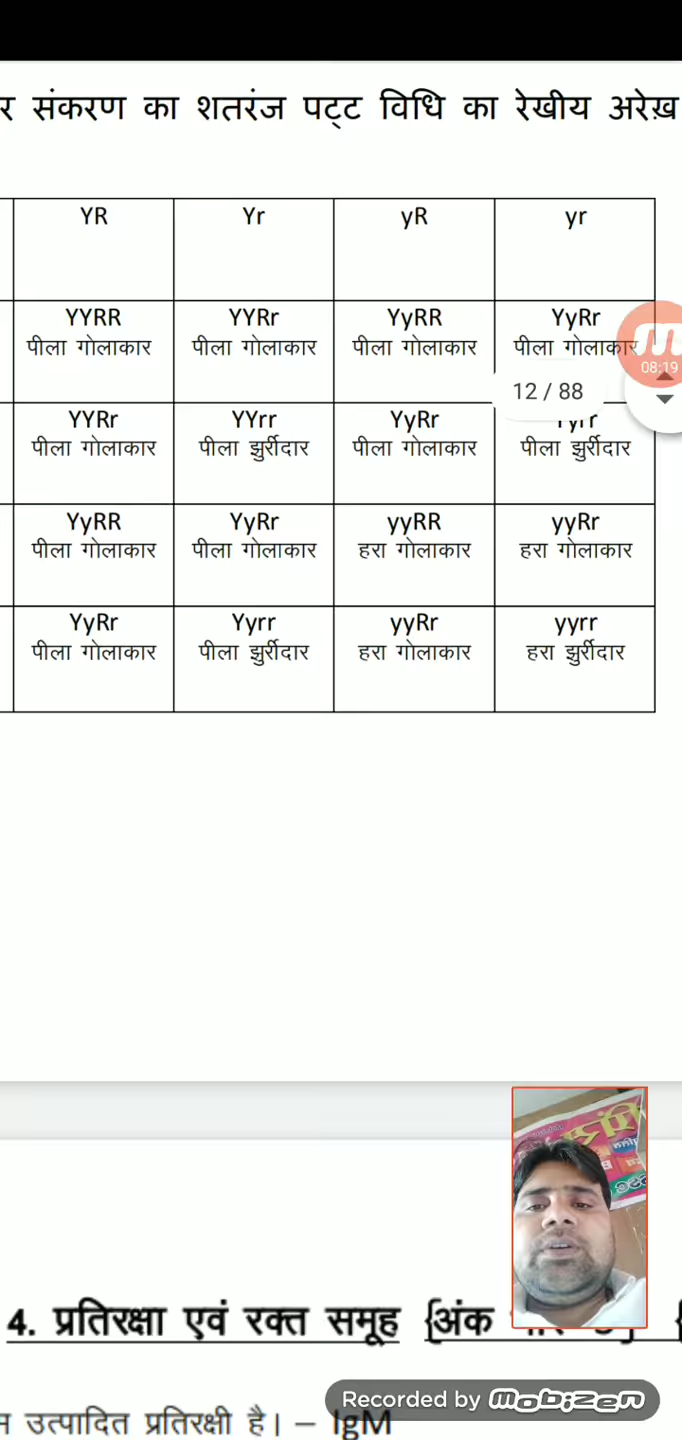 र संकरण का शतरंज पट्ट विधि का रेखीय अरेख़
YR Yr yR yr
YYRR YYRr YyRR YyRr
पीला गोलाकार पीला गोलाकार पीला गोलाकार पीला गोलाकार
08:19
12 / 88
YYRr YYrr YyRr
पीला गोलाकार पीला झुर्रीदार पीला गोलाकार पीला झुर्रीदार
YyRR YyRr yyRR yyRr
पीला गोलाकार पीला गोलाकार हरा गोलाकार हरा गोलाकार
YyRr Yyrr yyRr yyrr
पीला गोलाकार पीला झुर्रीदार हरा गोलाकार हरा झुर्रीदार
4. प्रतिरक्षा एवं रक्त समूह {अंक
उत्पादित प्रतिरक्षी है। – IgM
Recorded by Mobizen